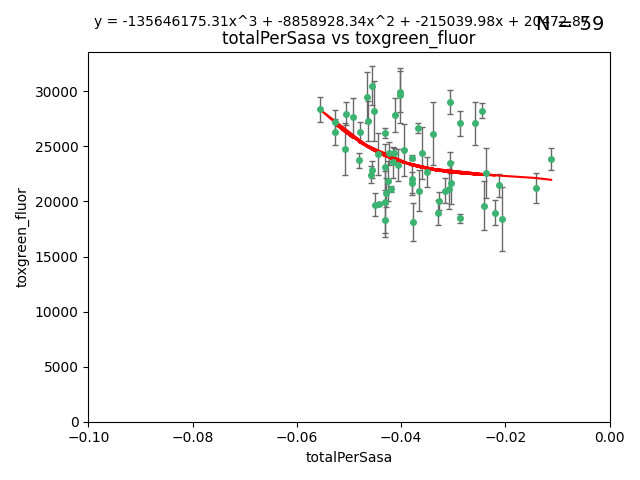 y = -135646175.31x^3 + -8858928.34x^2 + -215039.98x + 20472.87
N = 59
totalPerSasa vs toxgreen_fluor
30000
25000
20000
15000
10000
5000
0
toxgreen_fluor
−0.10
−0.08
−0.06
−0.04
−0.02
0.00
totalPerSasa